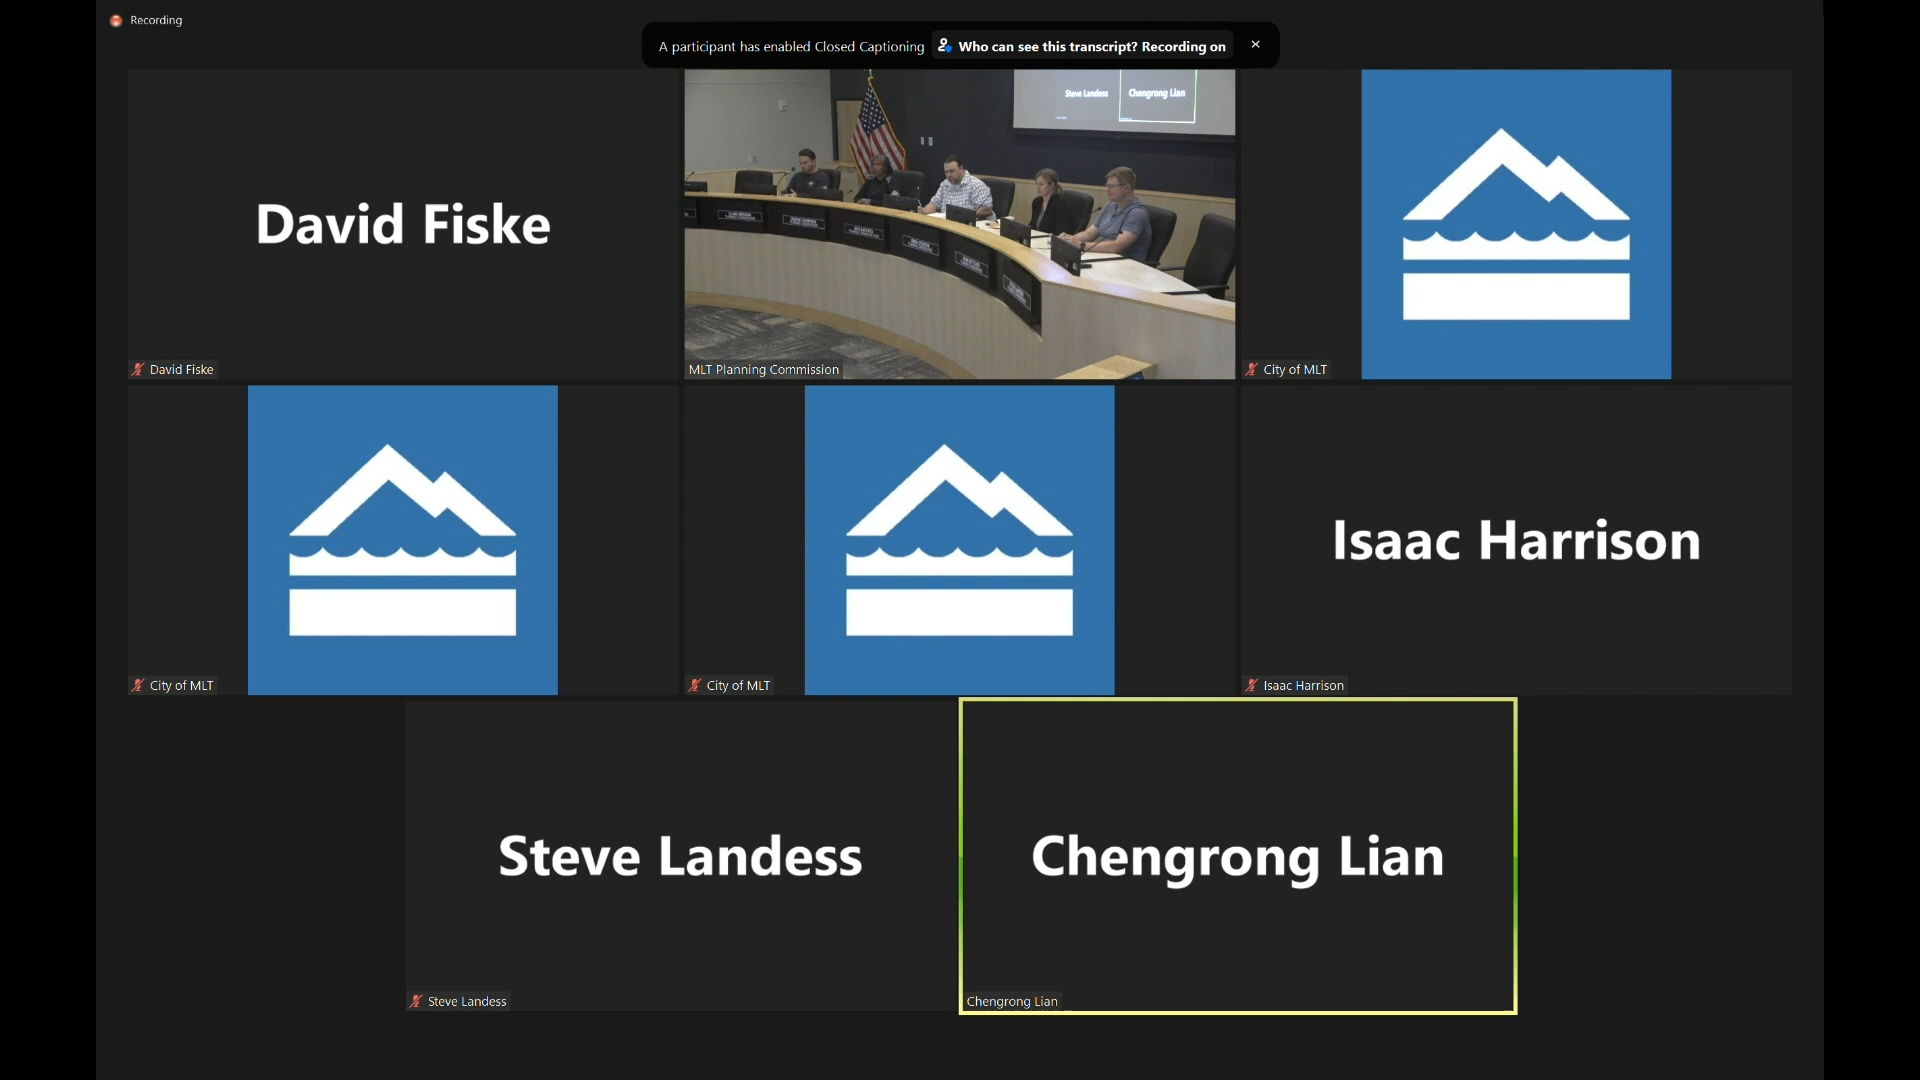 Recording
A participant has enabled Closed Captioning
Who can see this transcript? Recording on
David Fiske
David Fiske
Steve Landess
Chengrong Lian
MLT Planning Commission
City of MLT
City of MLT
City of MLT
Isaac Harrison
Isaac Harrison
Steve Landess
Steve Landess
Chengrong Lian
Chengrong Lian